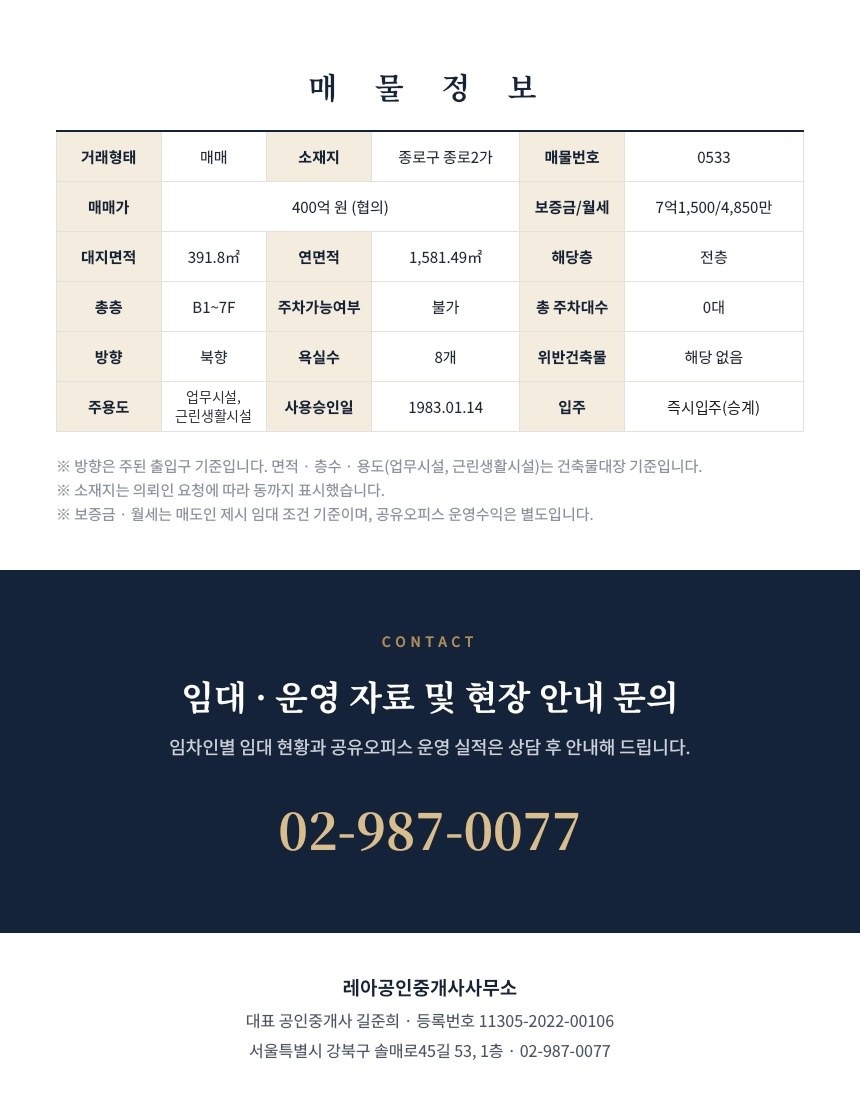 매 물 정 보
거래형태 매매 소재지 종로구 종로2가 매물번호 0533
매매가 400억 원 (협의) 보증금/월세 7억1,500/4,850만
대지면적 391.8㎡ 연면적 1,581.49㎡ 해당층 전층
총층 B1~7F 주차가능여부 불가 총 주차대수 0대
방향 북향 욕실수 8개 위반건축물 해당 없음
주용도 업무시설,
근린생활시설 사용승인일 1983.01.14 입주 즉시입주(승계)
※ 방향은 주된 출입구 기준입니다. 면적 · 층수 · 용도(업무시설, 근린생활시설)는 건축물대장 기준입니다.
※ 소재지는 의뢰인 요청에 따라 동까지 표시했습니다.
※ 보증금 · 월세는 매도인 제시 임대 조건 기준이며, 공유오피스 운영수익은 별도입니다.
CONTACT
임대 · 운영 자료 및 현장 안내 문의
임차인별 임대 현황과 공유오피스 운영 실적은 상담 후 안내해 드립니다.
02-987-0077
레아공인중개사사무소
대표 공인중개사 길준희 · 등록번호 11305-2022-00106
서울특별시 강북구 솔매로45길 53, 1층 · 02-987-0077